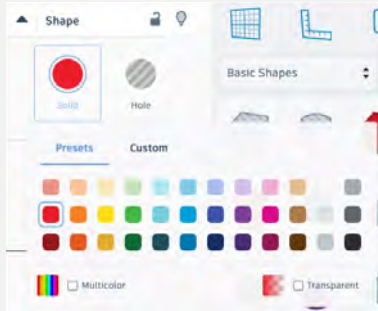 Shape
Basic Shapes
Solid
Hole
Presets Custom
Multicolor
Transparent